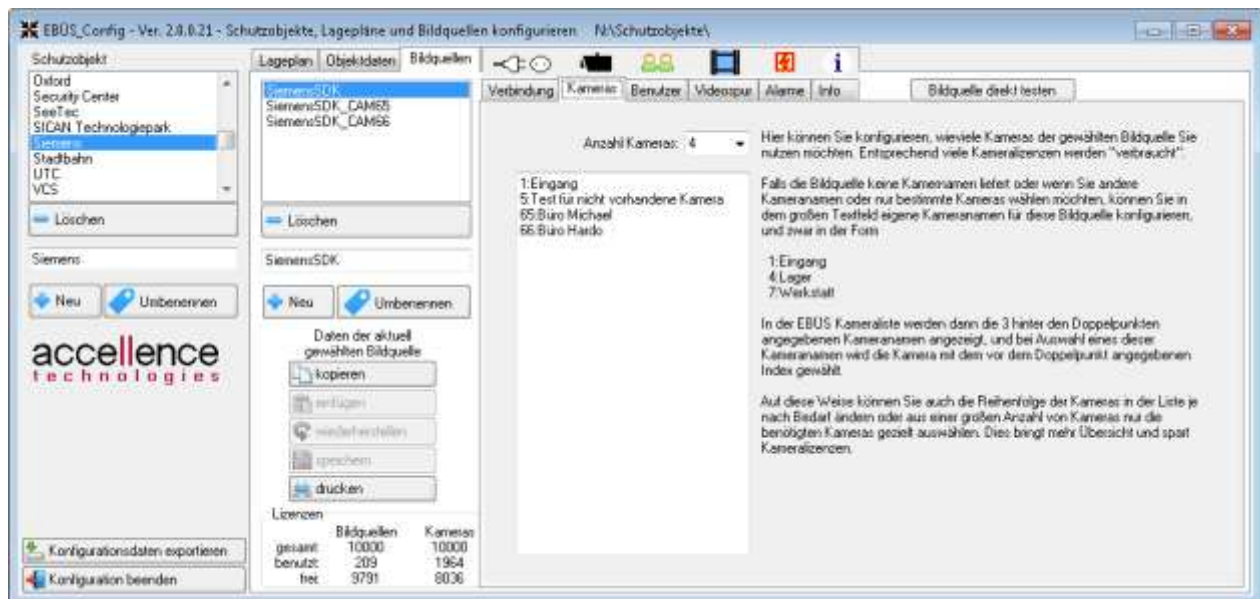 EBÜS_Config - Ver. 2.0.0.21 - Schutzobjekte, Lagepläne und Bildquellen konfigurieren N:\Schutzobjekte\
Schutzobjekt
Oxford
Security Center
SeeTec
SICAN Technologiepark
Siemens
Stadtbahn
UTC
VCS
Löschen
Siemens
Neu
Umbenennen
accellence
technologies
Konfigurationsdaten exportieren
Konfiguration beenden
Lageplan Objektdaten Bildquellen
SiemensSDK
SiemensSDK_CAM65
SiemensSDK_CAM66
Löschen
SiemensSDK
Neu
Umbenennen
Daten der aktuell
gewählten Bildquelle
kopieren
einfügen
wiederherstellen
speichern
drucken
Lizenzen
Bildquellen Kameras
gesamt: 10000 10000
benutzt: 209 1964
frei: 9791 8036
Verbindung Kameras Benutzer Videospur Alarme Info
Bildquelle direkt testen
Anzahl Kameras: 4
1:Eingang
5:Test für nicht vorhandene Kamera
65:Büro Michael
66:Büro Hardo
Hier können Sie konfigurieren, wieviele Kameras der gewählten Bildquelle Sie
nutzen möchten. Entsprechend viele Kameralizenzen werden "verbraucht".
Falls die Bildquelle keine Kameranamen liefert oder wenn Sie andere
Kameranamen oder nur bestimmte Kameras wählen möchten, können Sie in
dem großen Textfeld eigene Kameranamen für diese Bildquelle konfigurieren,
und zwar in der Form
1:Eingang
4:Lager
7:Werkstatt
In der EBÜS Kameraliste werden dann die 3 hinter den Doppelpunkten
angegebenen Kameranamen angezeigt, und bei Auswahl eines dieser
Kameranamen wird die Kamera mit dem vor dem Doppelpunkt angegebenen
Index gewählt.
Auf diese Weise können Sie auch die Reihenfolge der Kameras in der Liste je
nach Bedarf ändern oder aus einer großen Anzahl von Kameras nur die
benötigten Kameras gezielt auswählen. Dies bringt mehr Übersicht und spart
Kameralizenzen.